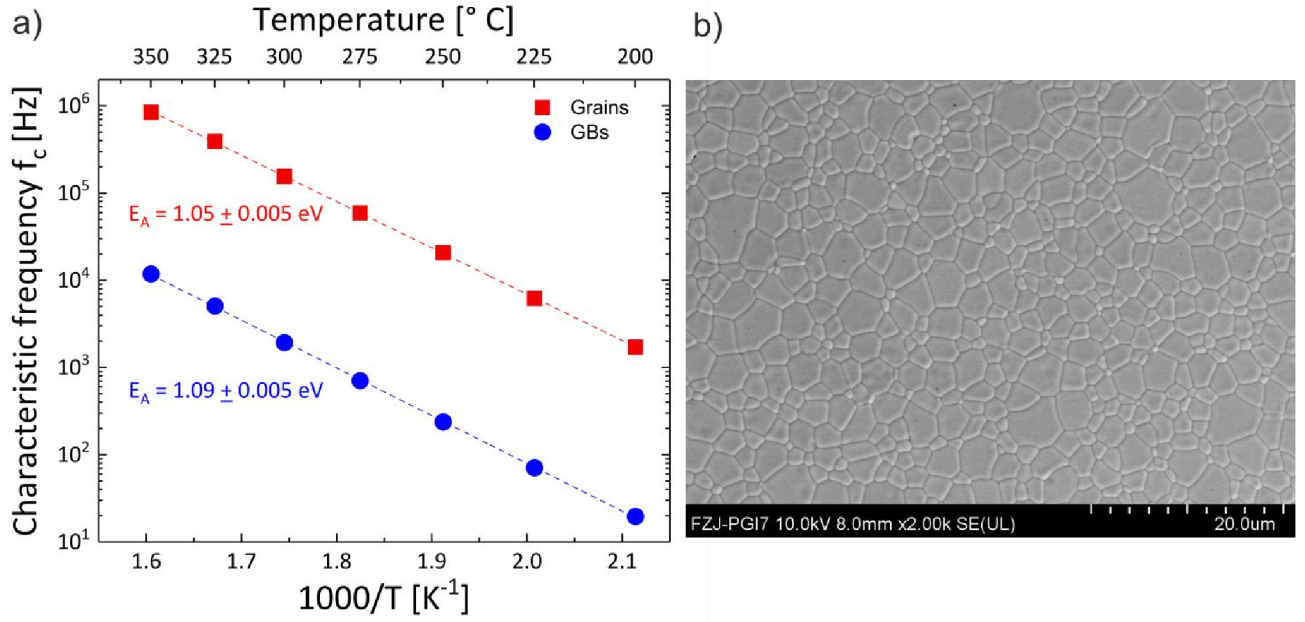 a)
Temperature [° C]
350 325 300 275 250 225 200
Characteristic frequency f_c [Hz]
10^6
10^5
10^4
10^3
10^2
10^1
Grains
GBs
E_A = 1.05 ± 0.005 eV
E_A = 1.09 ± 0.005 eV
1.6 1.7 1.8 1.9 2.0 2.1
1000/T [K^-1]
b)
FZJ-PGI7 10.0kV 8.0mm x2.00k SE(UL) 20.0um